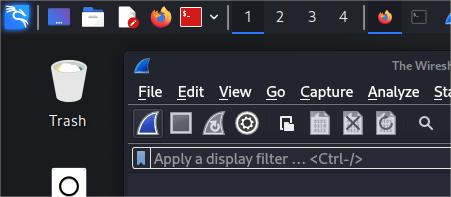 1 2 3 4
Trash
The Wiresh
File Edit View Go Capture Analyze Sta
Apply a display filter … <Ctrl-/>